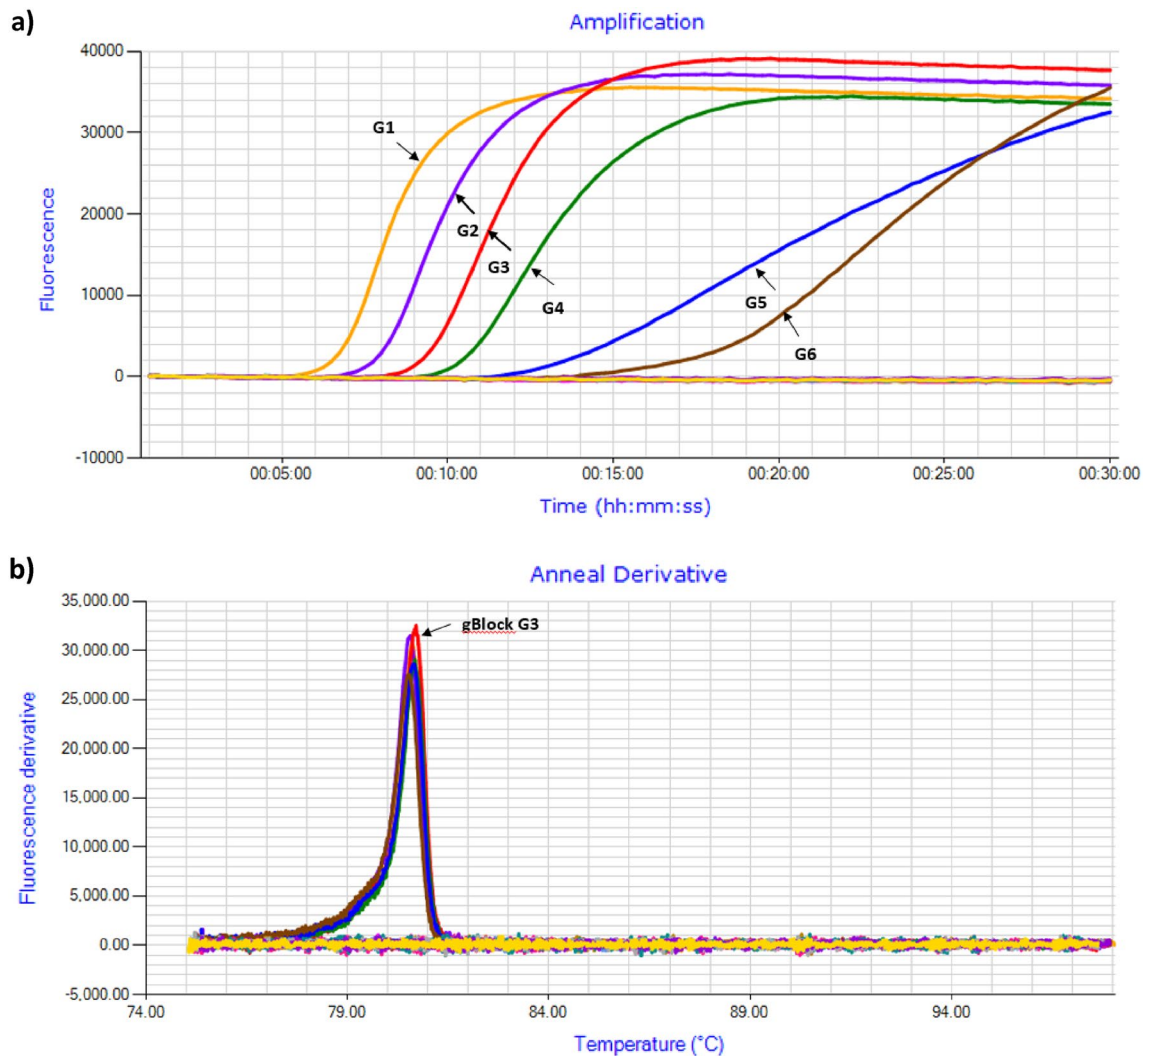 a)
Amplification
40000
30000
20000
10000
0
-10000
Fluorescence
G1
G2
G3
G4
G5
G6
00:05:00 00:10:00 00:15:00 00:20:00 00:25:00 00:30:00
Time (hh:mm:ss)
b)
Anneal Derivative
35,000.00
30,000.00
25,000.00
20,000.00
15,000.00
10,000.00
5,000.00
0.00
-5,000.00
Fluorescence derivative
gBlock G3
74.00 79.00 84.00 89.00 94.00
Temperature (°C)